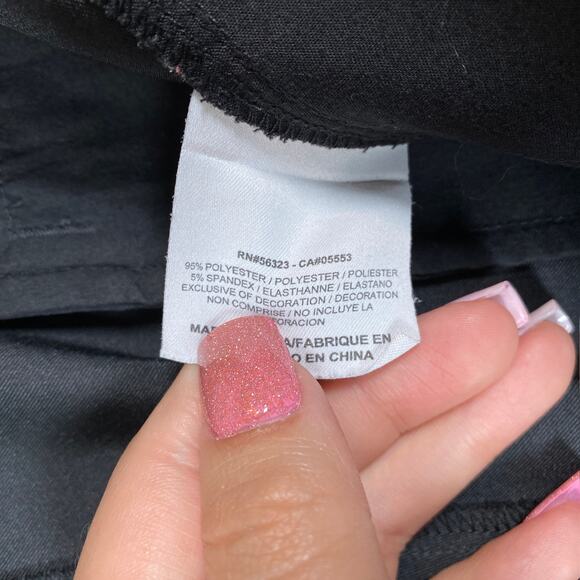 RN#56323 - CA#05553
95% POLYESTER / POLYESTER / POLIESTER
5% SPANDEX / ELASTHANNE / ELASTANO
EXCLUSIVE OF DECORATION / DECORATION
NON COMPRISE / NO INCLUYE LA
ORACION
MA A/FABRIQUE EN
O EN CHINA